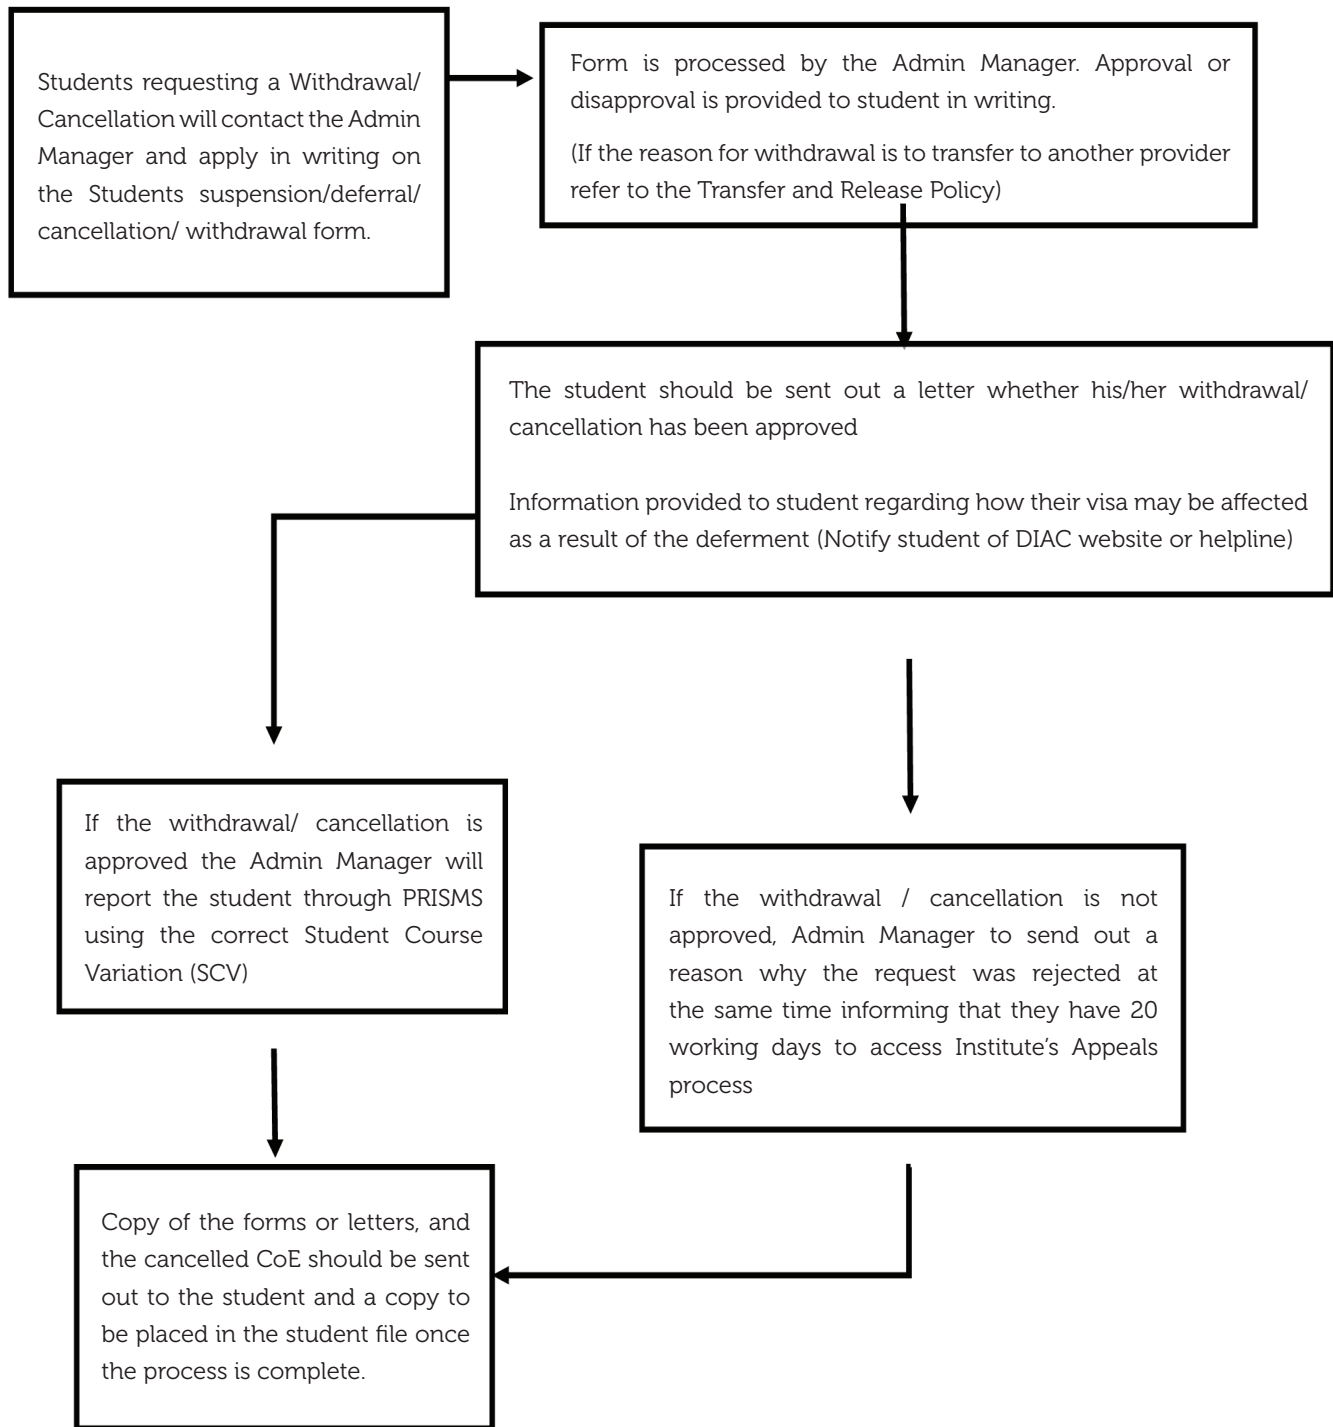 Students requesting a Withdrawal/
Cancellation will contact the Admin
Manager and apply in writing on
the Students suspension/deferral/
cancellation/ withdrawal form.
Form is processed by the Admin Manager. Approval or
disapproval is provided to student in writing.
(If the reason for withdrawal is to transfer to another provider
refer to the Transfer and Release Policy)
The student should be sent out a letter whether his/her withdrawal/
cancellation has been approved
Information provided to student regarding how their visa may be affected
as a result of the deferment (Notify student of DIAC website or helpline)
If the withdrawal/ cancellation is
approved the Admin Manager will
report the student through PRISMS
using the correct Student Course
Variation (SCV)
If the withdrawal / cancellation is not
approved, Admin Manager to send out a
reason why the request was rejected at
the same time informing that they have 20
working days to access Institute’s Appeals
process
Copy of the forms or letters, and
the cancelled CoE should be sent
out to the student and a copy to
be placed in the student file once
the process is complete.